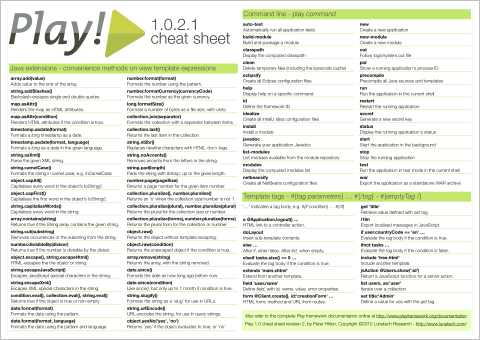 Play!
1.0.2.1
cheat sheet
Java extensions - convenience methods on view template expressions
array.add(value)
Adds value to the end of the array.
string.addSlashes()
Backslash-escapes single and double quotes.
map.asAttr()
Renders the map as HTML attributes.
map.asAttr(condition)
Renders HTML attributes if the condition is true.
timestamp.asdate(format)
Formats a long timestamp as a date.
timestamp.asdate(format, language)
Formats a long as a date in the given language.
string.asXml()
Parse the given XML string.
string.camelCase()
Formats the string in camel case, e.g. inCamelCase.
object.capAll()
Capitalises every word in the object's toString().
object.capFirst()
Capitalises the first word in the object's toString()
string.capitalizeWords()
Capitalises every word in the string.
array.contains(string)
Returns true if the String array contains the given string.
string.cutSubstring()
Removes occurrences of the substring from the string.
number.divisibleBy(divisor)
Returns true if the number is divisible by the divisor.
object.escape(), string.escapeHtml()
HTML-escapes the the object or string.
string.escapeJavaScript()
Escapes JavaScript special characters in the string.
string.escapeXml()
Escapes XML special characters in the string.
condition.eval(), collection.eval(), string.eval()
Returns true if the object is true or non-empty.
date.format(format)
Formats the date using the pattern.
date.format(format, language)
Formats the date using the pattern and language.
number.format(format)
Formats the number using the pattern.
number.formatCurrency(currencyCode)
Formats the number as the given currency.
long.formatSize()
Formats a number of bytes as a file size, with units.
collection.join(separator)
Formats the collection with a separator between items.
collection.last()
Returns the last item in the collection
string.nl2br()
Replaces newline characters with HTML <br> tags.
string.noAccents()
Removes accents from the letters in the string.
string.pad(length)
Pads the string with &nbsp; up to the given length.
number.page(pageSize)
Returns a page number for the given item number.
collection.pluralize(), number.pluralize()
Returns an 's' when the collection size/number is not 1.
collection.pluralize(plural), number.pluralize(plural)
Returns the plural for the collection size or number.
collection.pluralize(forms), number.pluralize(forms)
Returns the plural for the collection or number.
object.raw()
Returns the object without template escaping.
object.raw(condition)
Returns the unescaped object if the condition is true.
array.remove(string)
Returns the array, with the string removed.
date.since()
Formats the date as how long ago before now.
date.since(condition)
Like since(), but only up to 1 month if condition is true.
string.slugify()
Formats the string as a 'slug' for use in URLs.
string.urlEncode()
URL-encodes the string, for use in query strings.
object.yesNo('yes', 'no')
Returns 'yes' if the object evaluates to true, or 'no'.
Command line - play command
auto-test
Automatically run all application tests
build-module
Build and package a module
classpath
Display the computed classpath
clean
Delete temporary files (including the bytecode cache)
eclipsify
Create all Eclipse configuration files
help
Display help on a specific command
id
Define the framework ID
idealize
Create all IntelliJ Idea configuration files
install
Install a module
javadoc
Generate your application Javadoc
list-modules
List modules available from the module repository
modules
Display the computed modules list
netbeansify
Create all NetBeans configuration files
new
Create a new application
new-module
Create a new module
out
Follow logs/system.out file
pid
Show a running application's process ID
precompile
Precompile all Java sources and templates
run
Run the application in the current shell
restart
Restart the running application
secret
Generate a new secret key
status
Display the running application's status
start
Start the application
stop
Stop the running application
test
Run the application in test mode in the current shell
war
Export the application as a standalone WAR archive
Template tags - #{tag parameters} … #{/tag} - #{emptyTag /}
a GApplication.logout() …
HTML link to a controller action.
doLayout
Insert sub-template contents.
else …
else if, when false. After if/, when empty.
elseif tasks.size() == 0 …
Evaluate the tag body if the condition is true.
extends 'main.xhtml'
Extend from another template.
field 'user.name'
form @Client.create(), id:'creationForm' …
HTML form; method and URL from routes.
get 'title'
Retrieve value defined with set tag.
i18n
Export localised messages in JavaScript.
if user.countryCode == 'en' …
Evaluate the tag body if the condition is true.
ifnot tasks …
Evaluate the tag body if the condition is false.
include 'tree.html'
Include another template.
jsAction @Users.show(':id')
Returns a JavaScript function for a server action.
list users, as:'user'
Iterate over a collection.
set title:'Admin'
Define a value for use with the get tag.
Also refer to the complete Play framework documentation online at http://www.playframework.org/documentation
Play 1.0 cheat sheet version 2, by Peter Hilton. Copyright ©2010 Lunatech Research - http://www.lunatech.com/